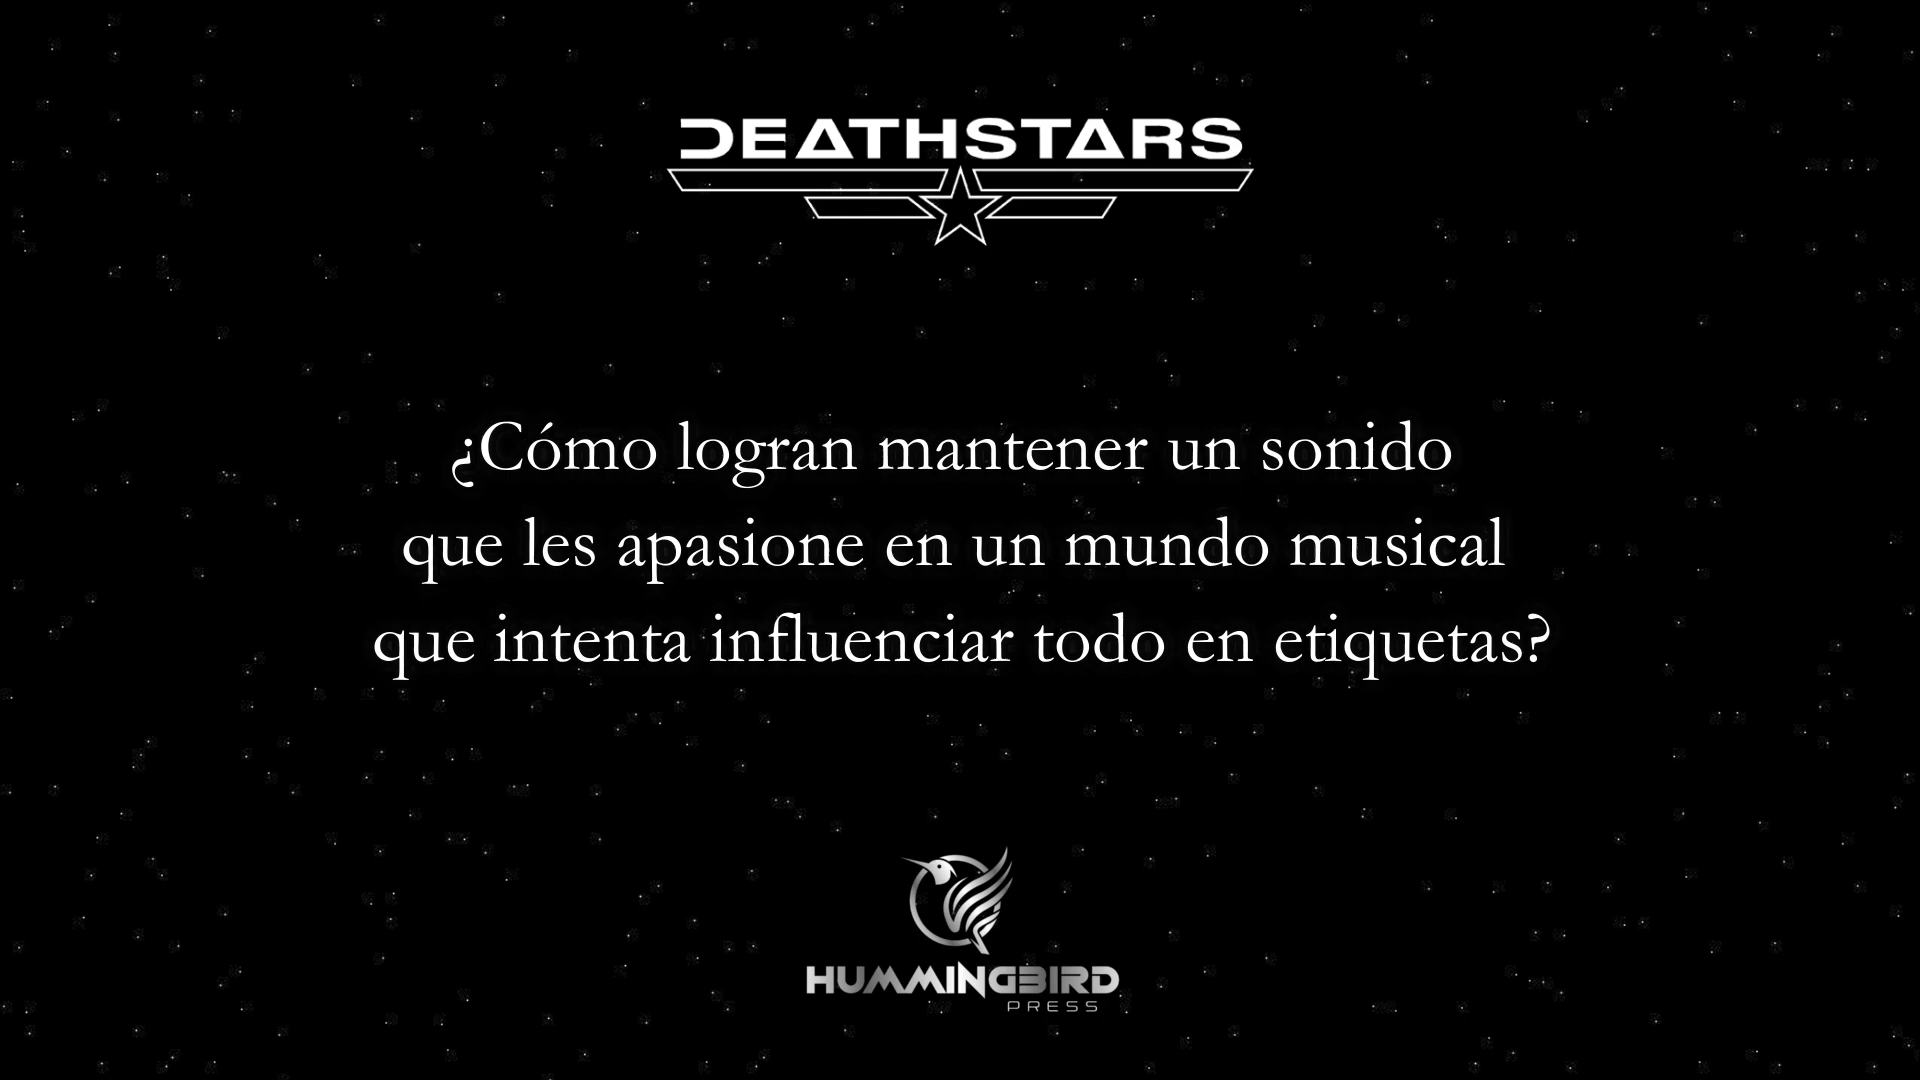 DEATHSTARS
¿Cómo logran mantener un sonido
que les apasione en un mundo musical
que intenta influenciar todo en etiquetas?
HUMMINGBIRD
PRESS